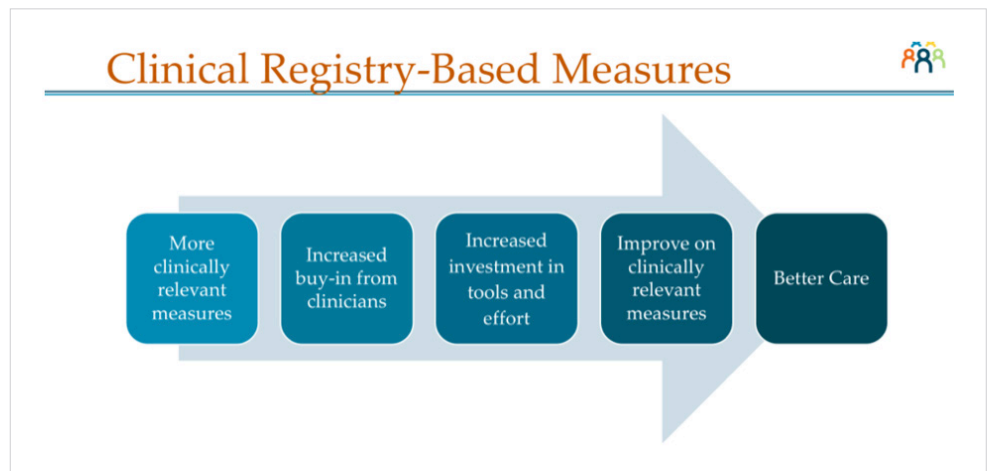 Clinical Registry-Based Measures
More
clinically
relevant
measures
Increased
buy-in from
clinicians
Increased
investment in
tools and
effort
Improve on
clinically
relevant
measures
Better Care